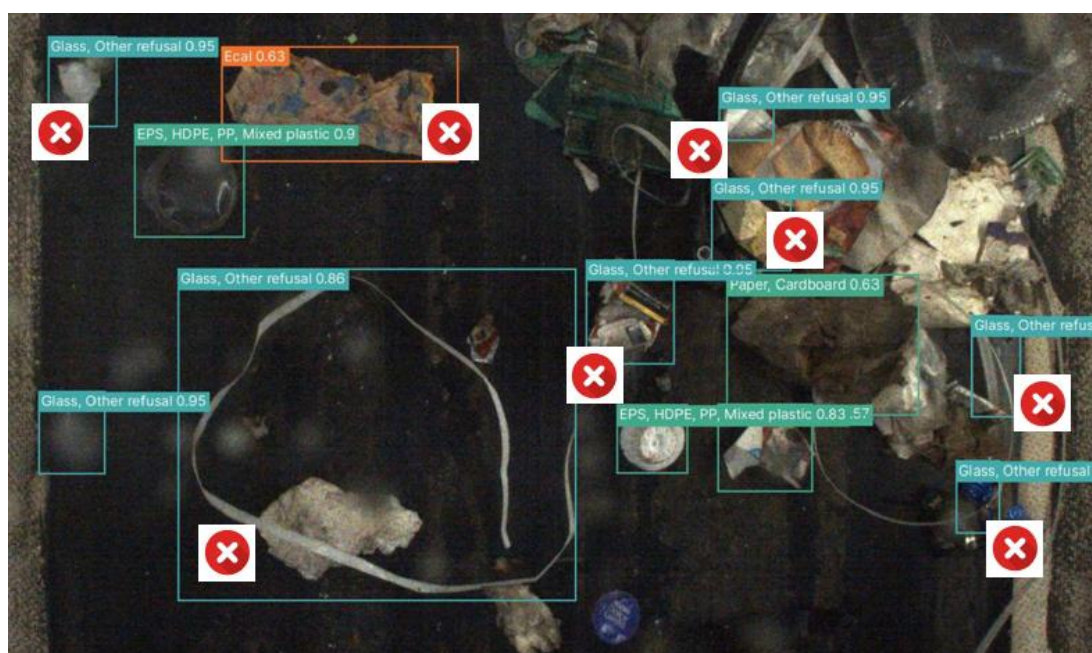 Glass, Other refusal 0.95
Ecal 0.63
EPS, HDPE, PP, Mixed plastic 0.9
Glass, Other refusal 0.95
Glass, Other refusal 0.95
Glass, Other refusal 0.86
Glass, Other refusal 0.95
Paper, Cardboard 0.63
Glass, Other refus
Glass, Other refusal 0.95
EPS, HDPE, PP, Mixed plastic 0.83 .57
Glass, Other refusal